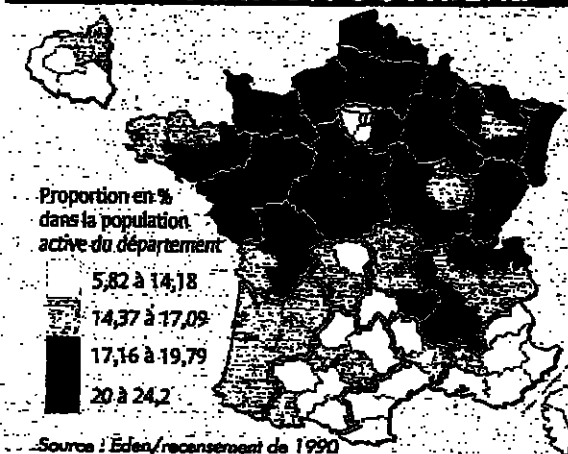 Proportion en %
dans la population
active du département
5,82 à 14,18
14,37 à 17,09
17,16 à 19,79
20 à 24,2
Source : Eden/recensement de 1990